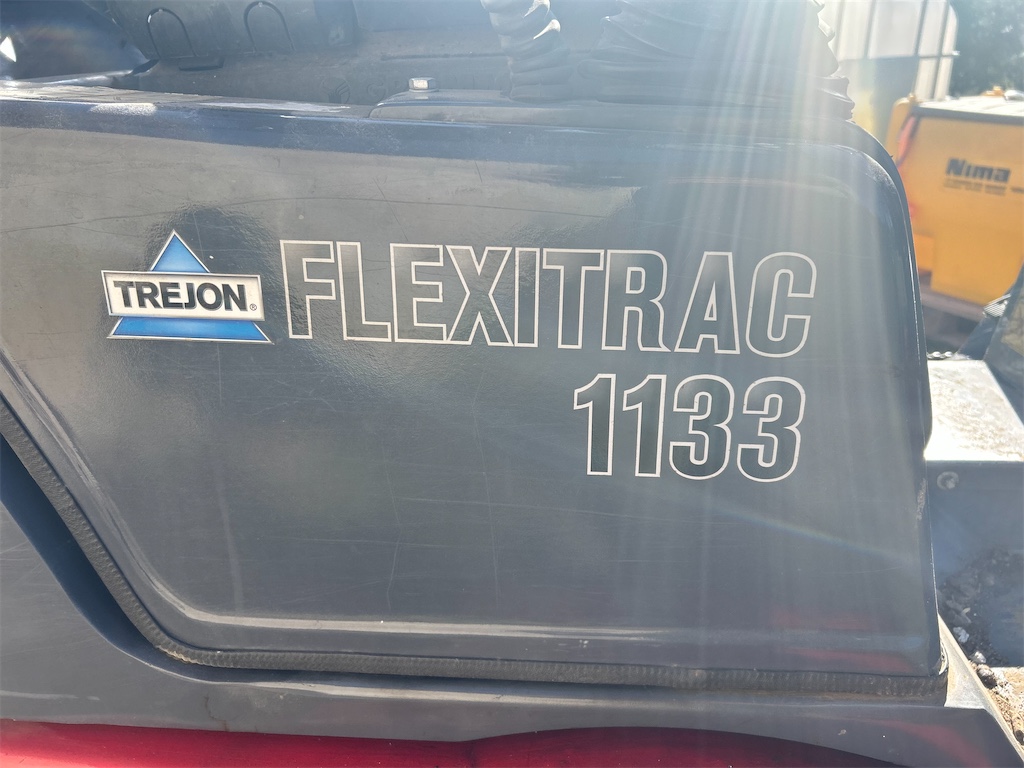 TREJON®
FLEXITRAC
1133
Nima